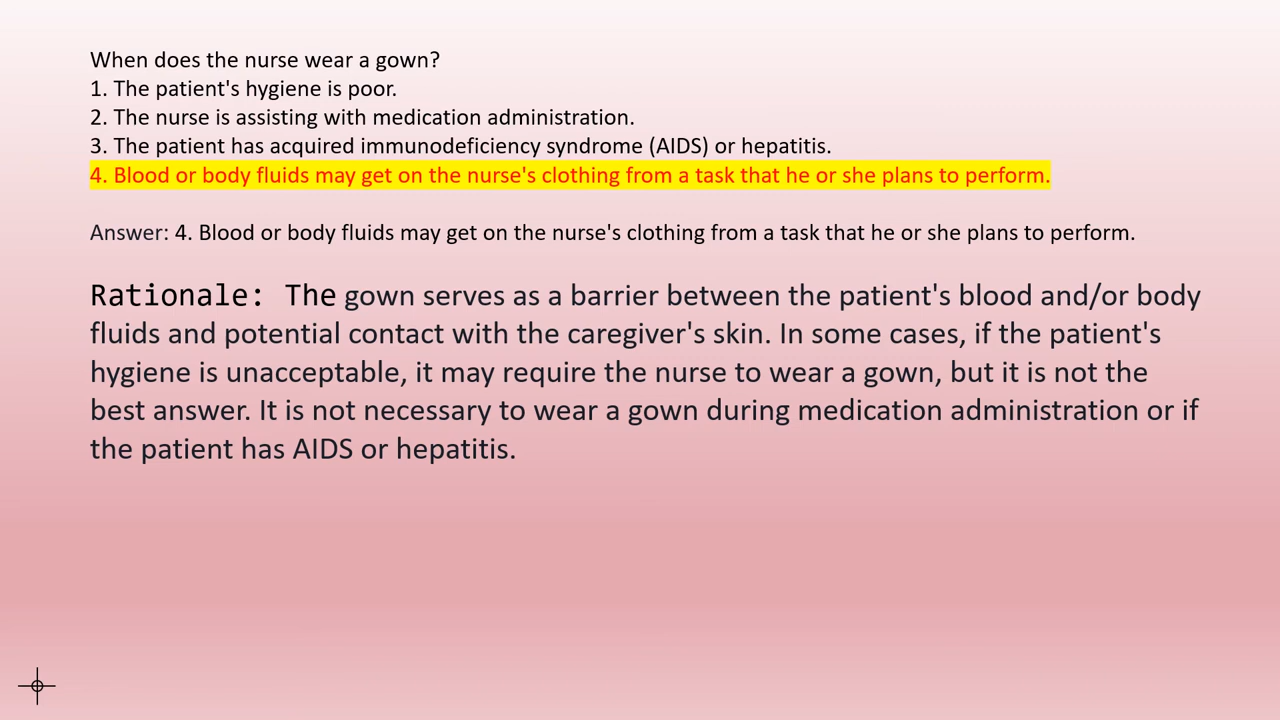 When does the nurse wear a gown?
1. The patient's hygiene is poor.
2. The nurse is assisting with medication administration.
3. The patient has acquired immunodeficiency syndrome (AIDS) or hepatitis.
4. Blood or body fluids may get on the nurse's clothing from a task that he or she plans to perform.
Answer: 4. Blood or body fluids may get on the nurse's clothing from a task that he or she plans to perform.
Rationale: The gown serves as a barrier between the patient's blood and/or body
fluids and potential contact with the caregiver's skin. In some cases, if the patient's
hygiene is unacceptable, it may require the nurse to wear a gown, but it is not the
best answer. It is not necessary to wear a gown during medication administration or if
the patient has AIDS or hepatitis.